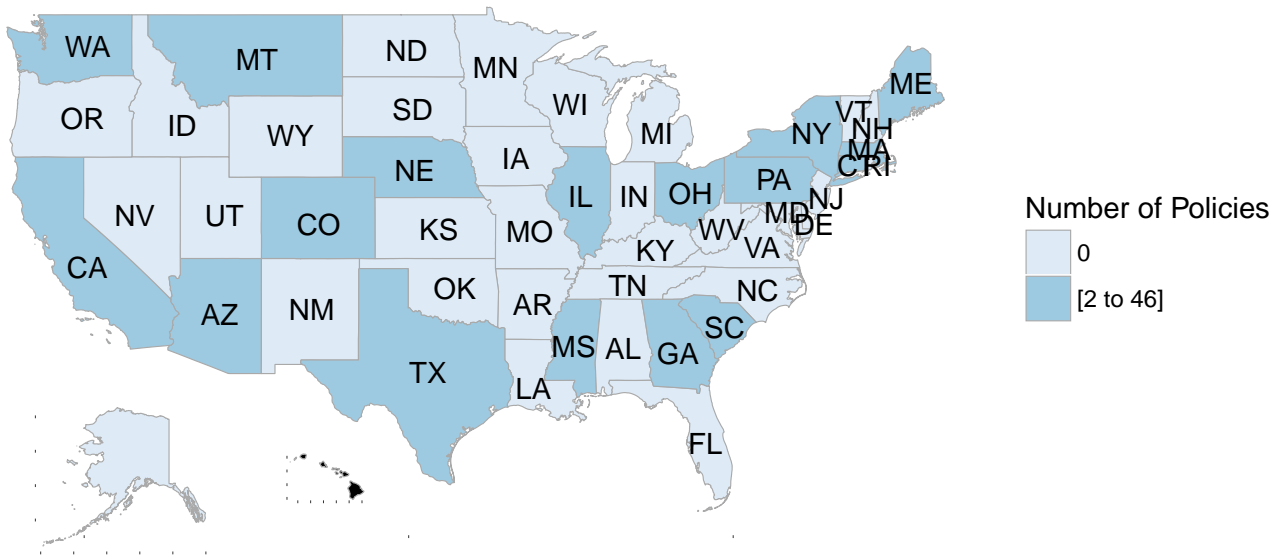 WA
MT
ND
MN
ME
OR
ID
WY
SD
WI
MI
VT
NH
NY
MA
CT
RI
NE
IA
IL
IN
OH
PA
NJ
NV
UT
CO
KS
MO
KY
WV
MD
DE
VA
CA
AZ
NM
OK
AR
TN
NC
TX
LA
MS
AL
GA
SC
FL
Number of Policies
0
[2 to 46]